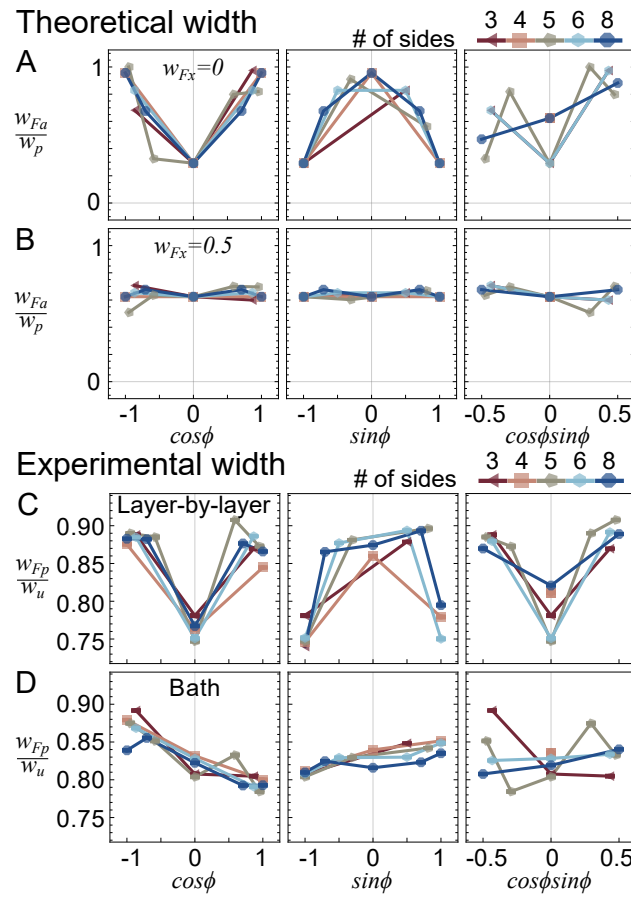 Theoretical width
# of sides
3 4 5 6 8
A
w_Fx=0
w_Fa/w_p
1
0
B
w_Fx=0.5
w_Fa/w_p
1
0
-1 0 1
-1 0 1
-0.5 0 0.5
cosϕ
sinϕ
cosϕsinϕ
Experimental width
# of sides
3 4 5 6 8
C
Layer-by-layer
w_Fp/w_u
0.90
0.85
0.80
0.75
D
Bath
w_Fp/w_u
0.90
0.85
0.80
0.75
-1 0 1
-1 0 1
-0.5 0 0.5
cosϕ
sinϕ
cosϕsinϕ